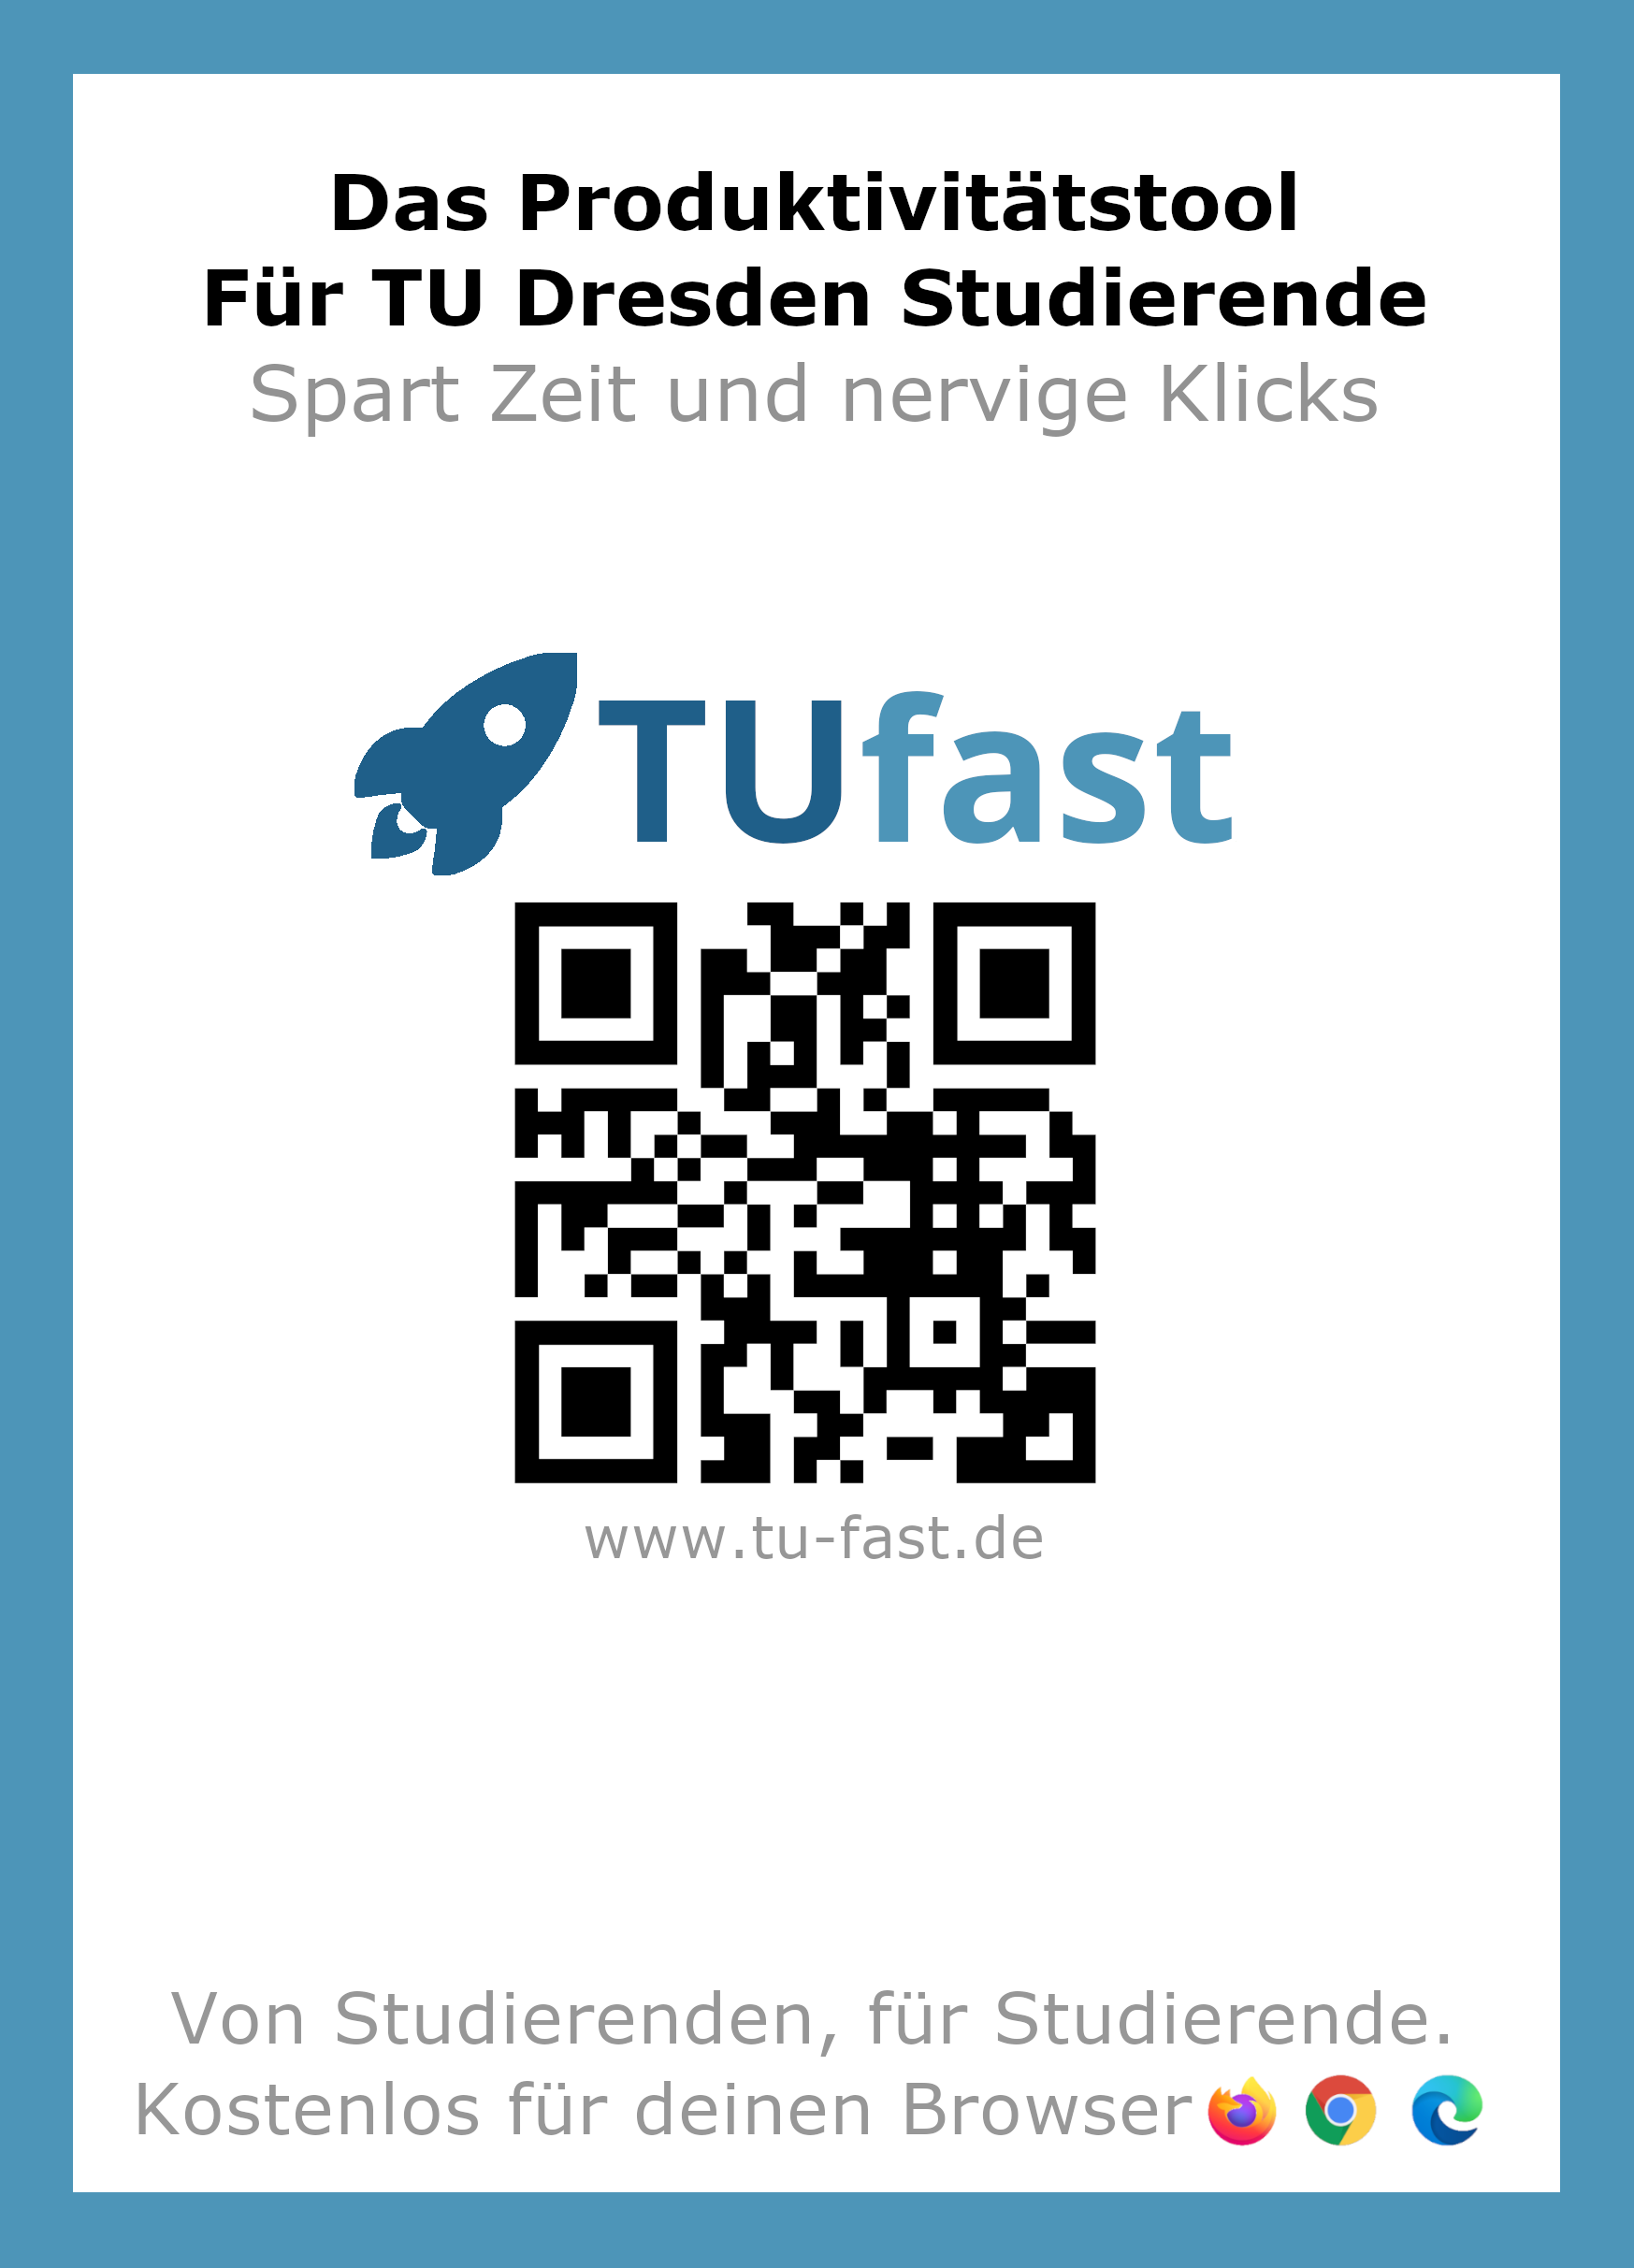 Das Produktivitätstool
Für TU Dresden Studierende
Spart Zeit und nervige Klicks
TUfast
www.tu-fast.de
Von Studierenden, für Studierende.
Kostenlos für deinen Browser